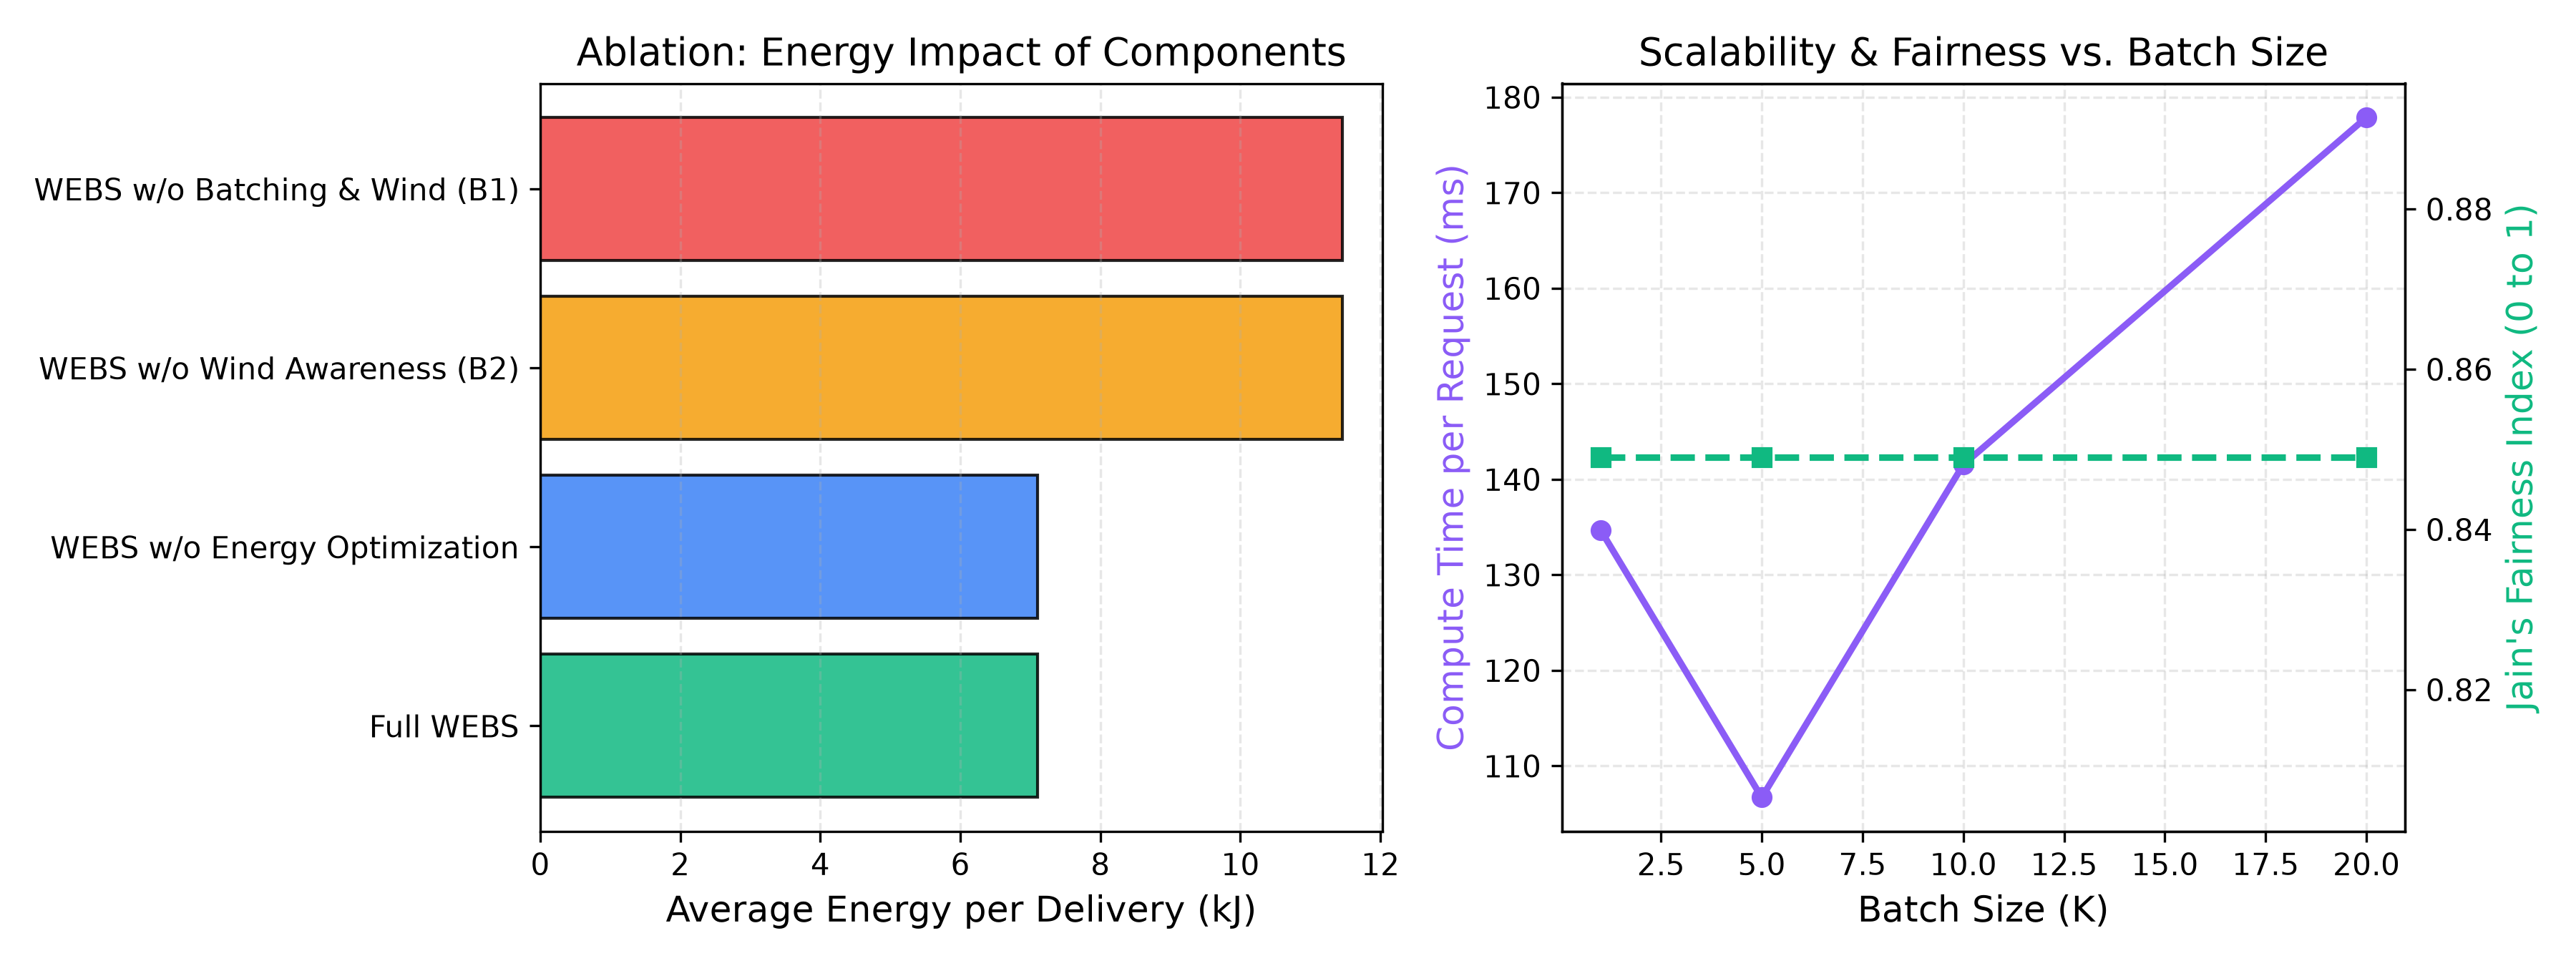 Ablation: Energy Impact of Components
WEBS w/o Batching & Wind (B1)
WEBS w/o Wind Awareness (B2)
WEBS w/o Energy Optimization
Full WEBS
0 2 4 6 8 10 12
Average Energy per Delivery (kJ)
Scalability & Fairness vs. Batch Size
Compute Time per Request (ms)
180
170
160
150
140
130
120
110
2.5 5.0 7.5 10.0 12.5 15.0 17.5 20.0
Batch Size (K)
0.88
0.86
0.84
0.82
Jain's Fairness Index (0 to 1)